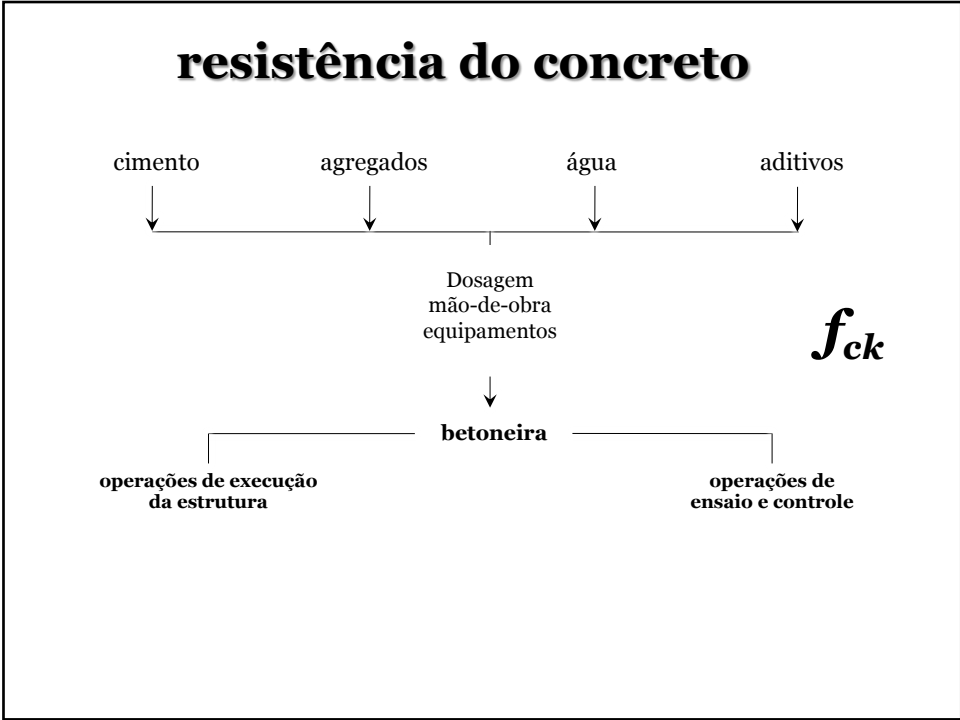 resistência do concreto
cimento agregados água aditivos
Dosagem
mão-de-obra
equipamentos
fck
betoneira
operações de execução
da estrutura
operações de
ensaio e controle